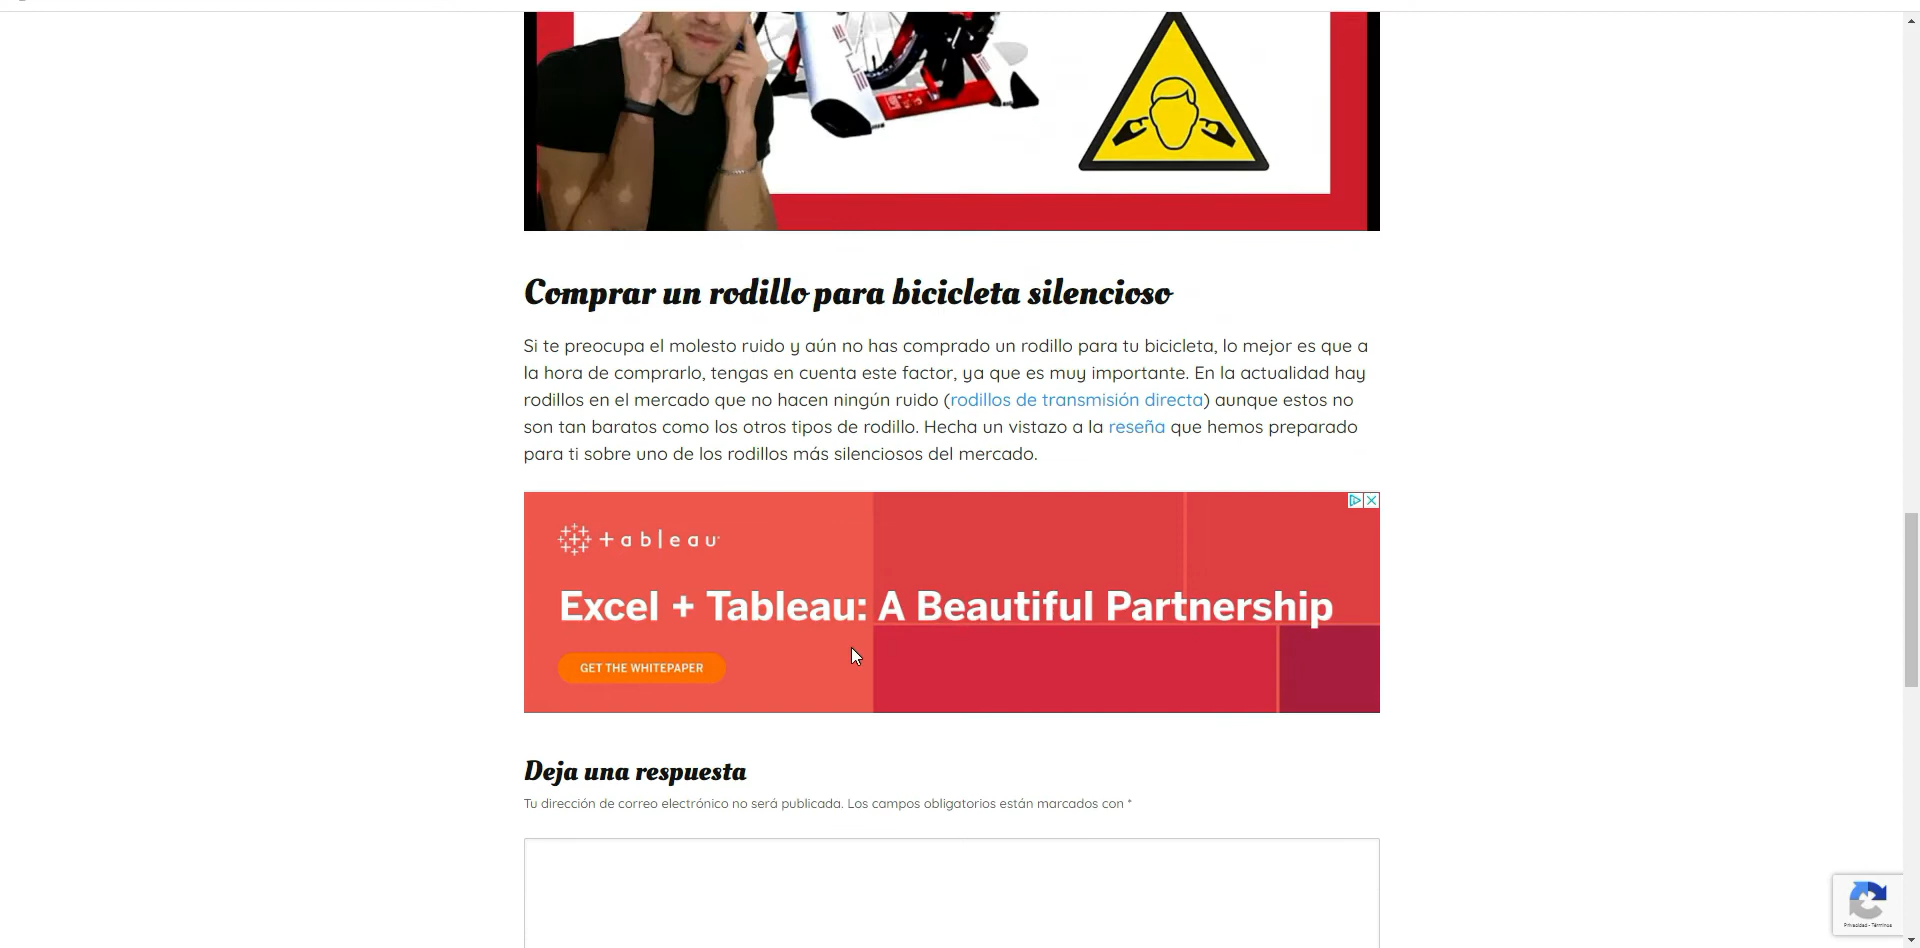 Comprar un rodillo para bicicleta silencioso
Si te preocupa el molesto ruido y aún no has comprado un rodillo para tu bicicleta, lo mejor es que a
la hora de comprarlo, tengas en cuenta este factor, ya que es muy importante. En la actualidad hay
rodillos en el mercado que no hacen ningún ruido (rodillos de transmisión directa) aunque estos no
son tan baratos como los otros tipos de rodillo. Hecha un vistazo a la reseña que hemos preparado
para ti sobre uno de los rodillos más silenciosos del mercado.
+ableau
Excel + Tableau: A Beautiful Partnership
GET THE WHITEPAPER
Deja una respuesta
Tu dirección de correo electrónico no será publicada. Los campos obligatorios están marcados con *
Privacidad - Términos